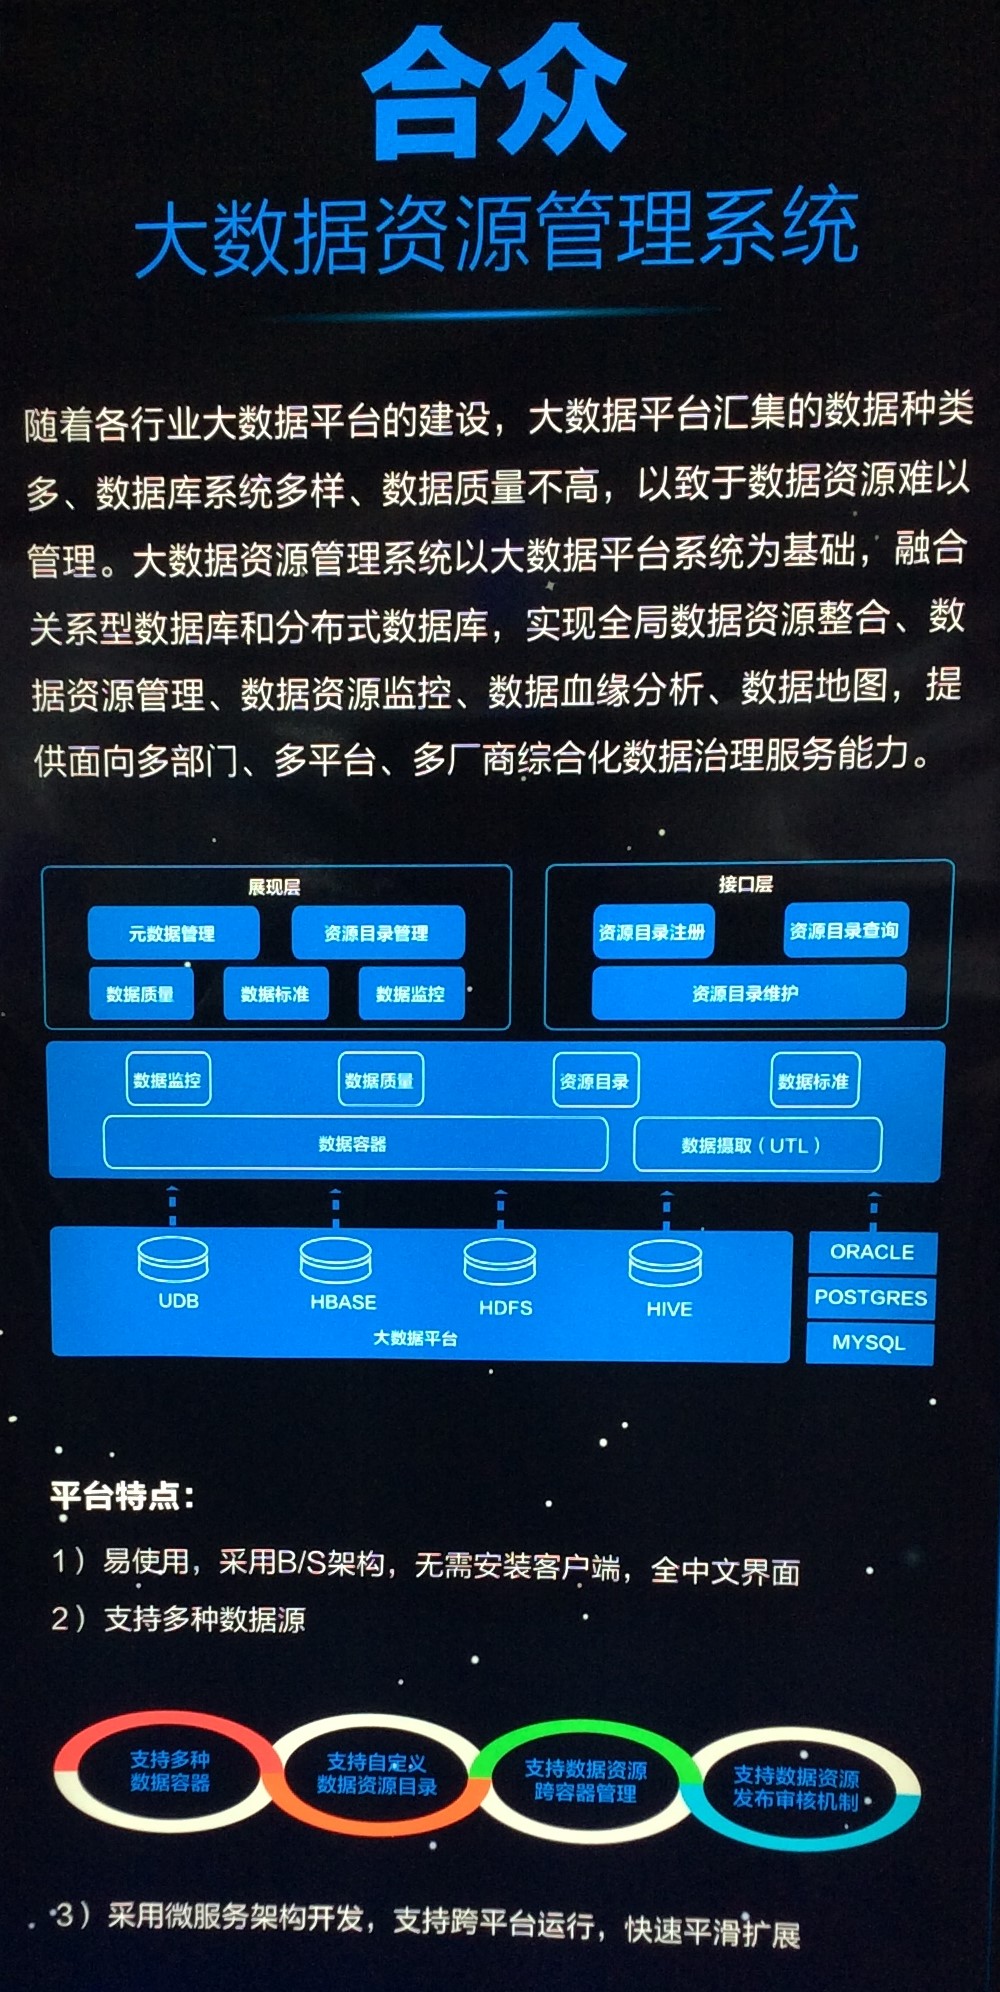 合众
大数据资源管理系统
随着各行业大数据平台的建设，大数据平台汇集的数据种类
多、数据库系统多样、数据质量不高，以致于数据资源难以
管理。大数据资源管理系统以大数据平台系统为基础，融合
关系型数据库和分布式数据库，实现全局数据资源整合、数
据资源管理、数据资源监控、数据血缘分析、数据地图，提
供面向多部门、多平台、多厂商综合化数据治理服务能力。
展现层
元数据管理 资源目录管理
数据质量 数据标准 数据监控
接口层
资源目录注册 资源目录查询
资源目录维护
数据监控 数据质量 资源目录 数据标准
数据容器 数据摄取（UTL）
UDB HBASE HDFS HIVE
大数据平台
ORACLE
POSTGRES
MYSQL
平台特点：
1）易使用，采用B/S架构，无需安装客户端，全中文界面
2）支持多种数据源
支持多种
数据容器
支持自定义
数据资源目录
支持数据资源
跨容器管理
支持数据资源
发布审核机制
3）采用微服务架构开发，支持跨平台运行，快速平滑扩展